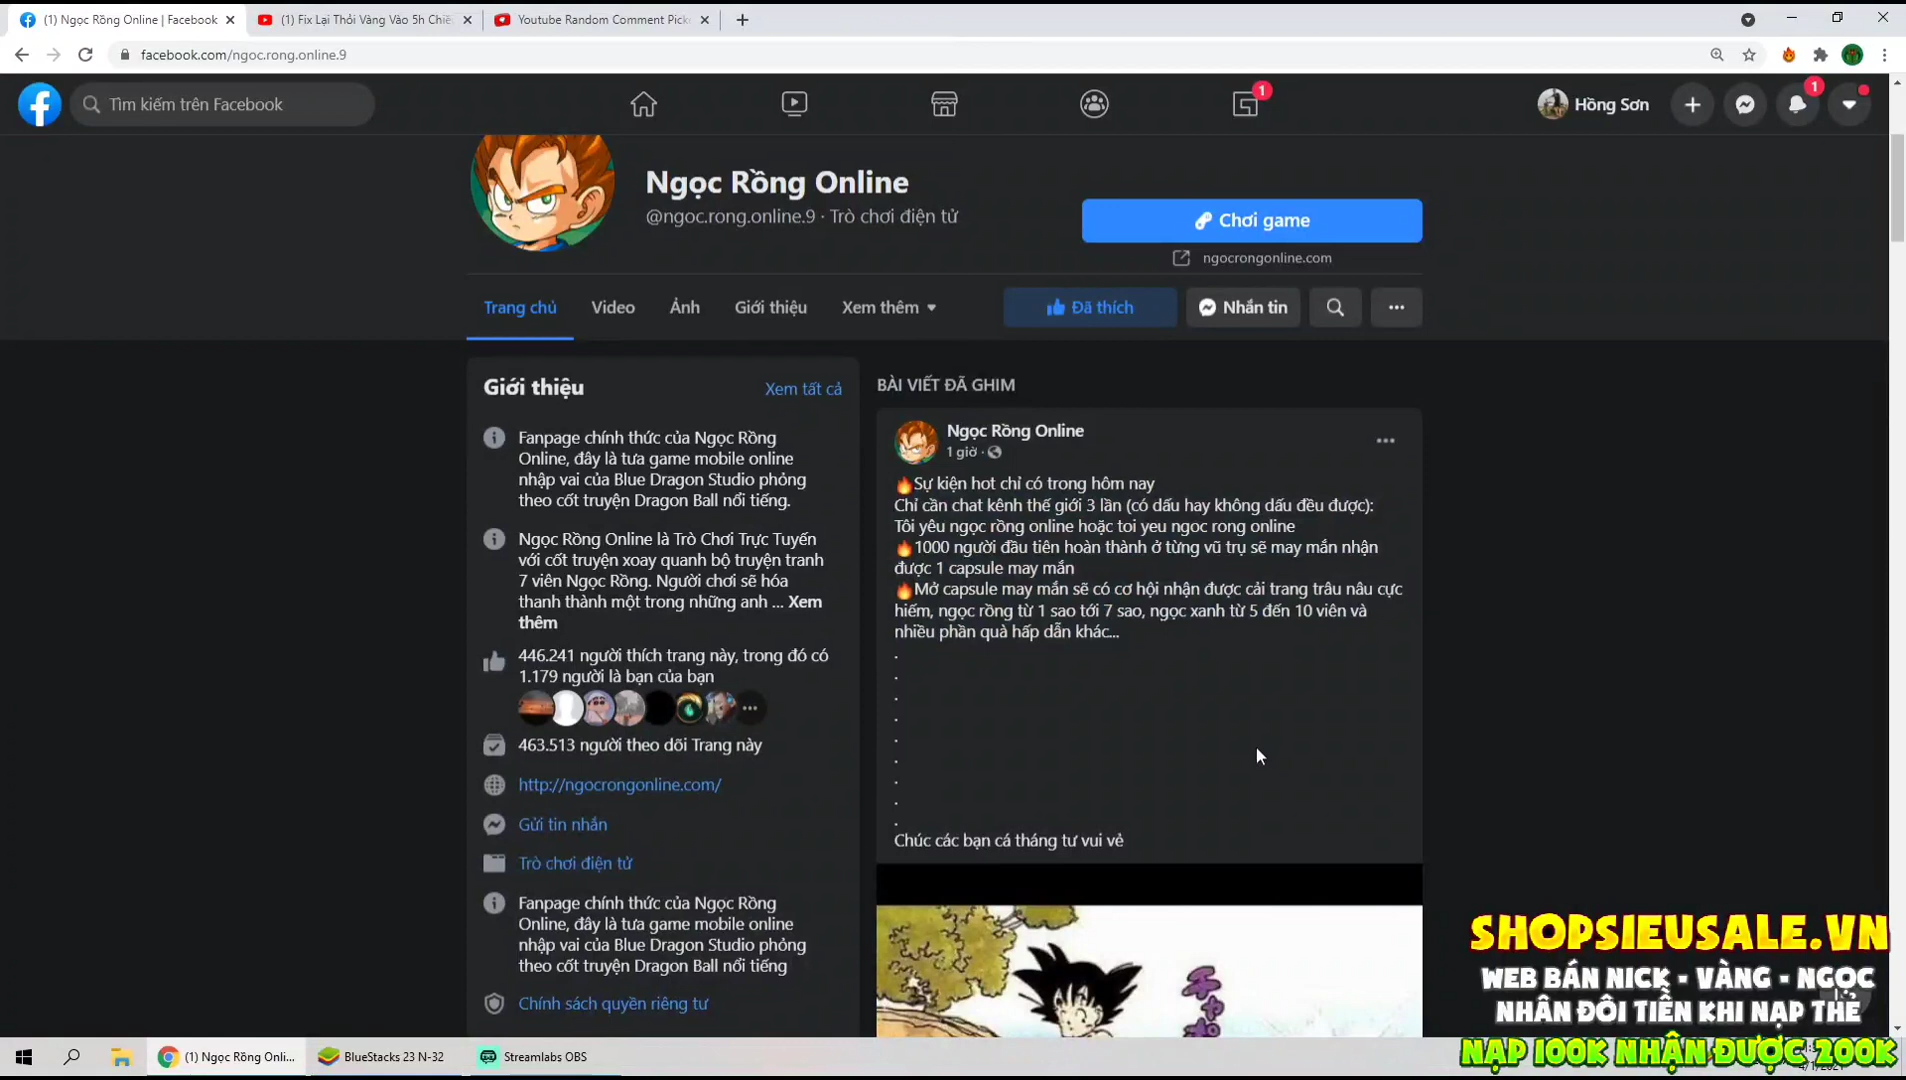 (1) Ngọc Rồng Online | Facebook
(1) Fix Lại Thỏi Vàng Vào 5h Chiề
Youtube Random Comment Pick
facebook.com/ngoc.rong.online.9
Tìm kiếm trên Facebook
1
Hồng Sơn
1
Ngọc Rồng Online
@ngoc.rong.online.9 · Trò chơi điện tử
Chơi game
ngocrongonline.com
Trang chủ
Video
Ảnh
Giới thiệu
Xem thêm
Đã thích
Nhắn tin
Giới thiệu
Xem tất cả
Fanpage chính thức của Ngọc Rồng
Online, đây là tưa game mobile online
nhập vai của Blue Dragon Studio phỏng
theo cốt truyện Dragon Ball nổi tiếng.
Ngọc Rồng Online là Trò Chơi Trực Tuyến
với cốt truyện xoay quanh bộ truyện tranh
7 viên Ngọc Rồng. Người chơi sẽ hóa
thanh thành một trong những anh ... Xem
thêm
446.241 người thích trang này, trong đó có
1.179 người là bạn của bạn
463.513 người theo dõi Trang này
http://ngocrongonline.com/
Gửi tin nhắn
Trò chơi điện tử
Fanpage chính thức của Ngọc Rồng
Online, đây là tưa game mobile online
nhập vai của Blue Dragon Studio phỏng
theo cốt truyện Dragon Ball nổi tiếng
Chính sách quyền riêng tư
BÀI VIẾT ĐÃ GHIM
Ngọc Rồng Online
1 giờ ·
🔥Sự kiện hot chỉ có trong hôm nay
Chỉ cần chat kênh thế giới 3 lần (có dấu hay không dấu đều được):
Tôi yêu ngọc rồng online hoặc toi yeu ngoc rong online
🔥1000 người đầu tiên hoàn thành ở từng vũ trụ sẽ may mắn nhận
được 1 capsule may mắn
🔥Mở capsule may mắn sẽ có cơ hội nhận được cải trang trâu nâu cực
hiếm, ngọc rồng từ 1 sao tới 7 sao, ngọc xanh từ 5 đến 10 viên và
nhiều phần quà hấp dẫn khác...
.
.
.
.
.
.
.
.
.
Chúc các bạn cá tháng tư vui vẻ
SHOPSIEUSALE.VN
WEB BÁN NICK - VÀNG - NGỌC
NHÂN ĐÔI TIỀN KHI NẠP THẺ
NẠP 100K NHẬN ĐƯỢC 200K
(1) Ngọc Rồng Onli...
BlueStacks 23 N-32
Streamlabs OBS